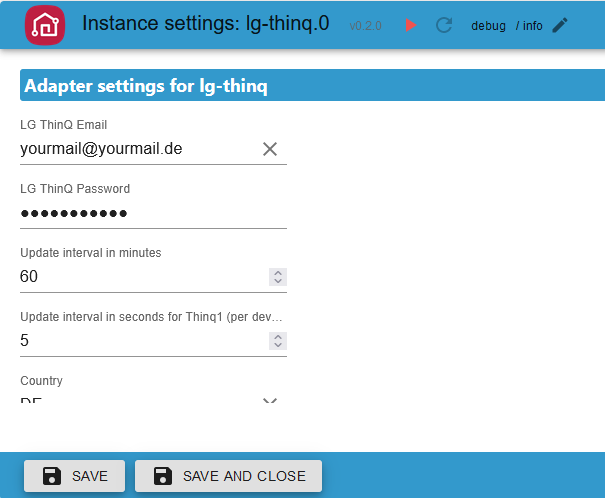 Instance settings: lg-thinq.0 v0.2.0 debug / info
Adapter settings for lg-thinq
LG ThinQ Email
yourmail@yourmail.de
LG ThinQ Password
●●●●●●●●●●●
Update interval in minutes
60
Update interval in seconds for Thinq1 (per dev...
5
Country
DE
SAVE SAVE AND CLOSE